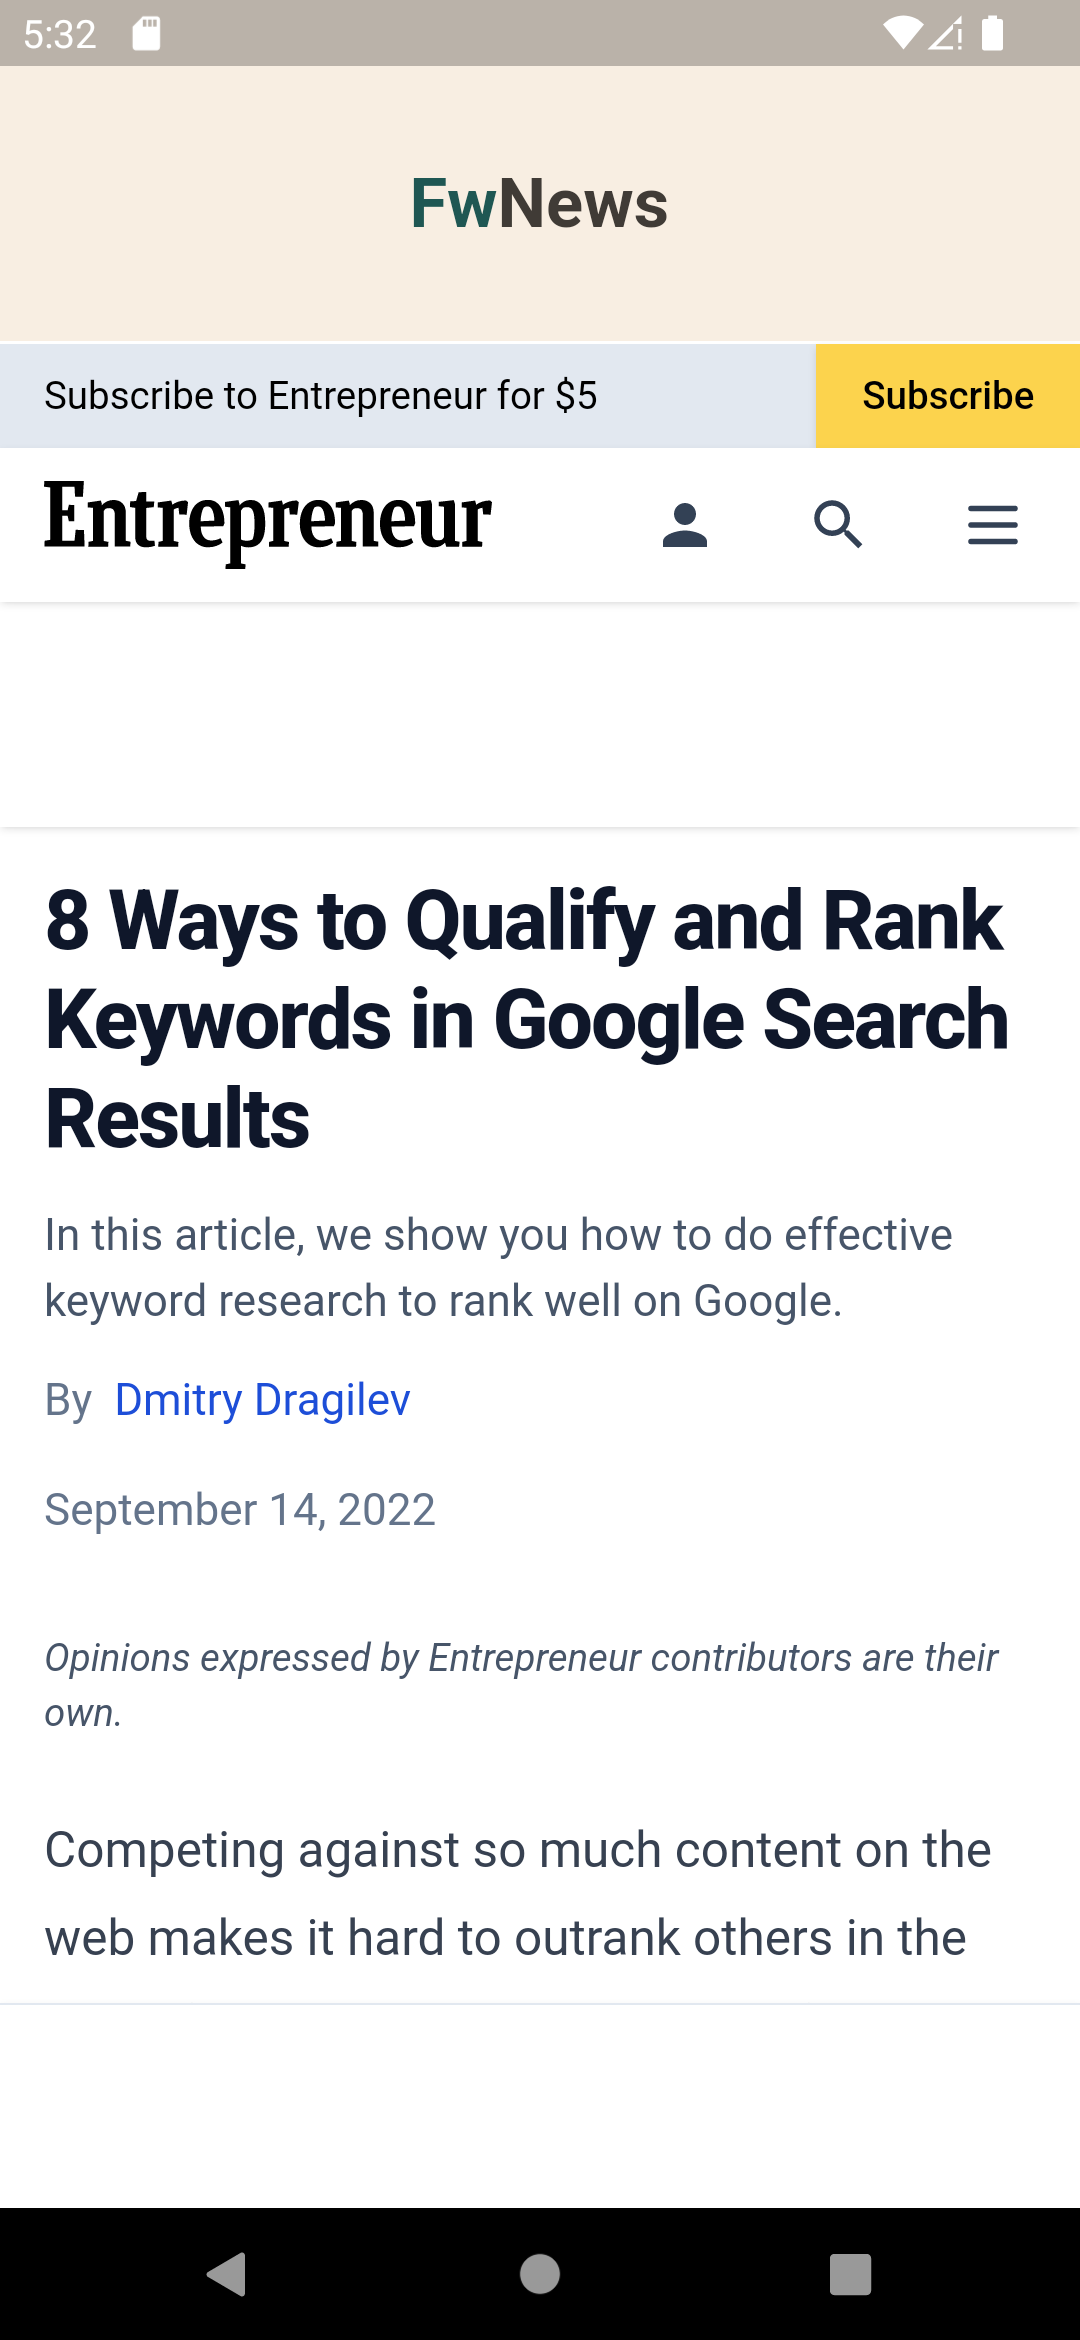 5:32
FwNews
Subscribe to Entrepreneur for $5
Subscribe
Entrepreneur
8 Ways to Qualify and Rank
Keywords in Google Search
Results
In this article, we show you how to do effective
keyword research to rank well on Google.
By Dmitry Dragilev
September 14, 2022
Opinions expressed by Entrepreneur contributors are their
own.
Competing against so much content on the
web makes it hard to outrank others in the